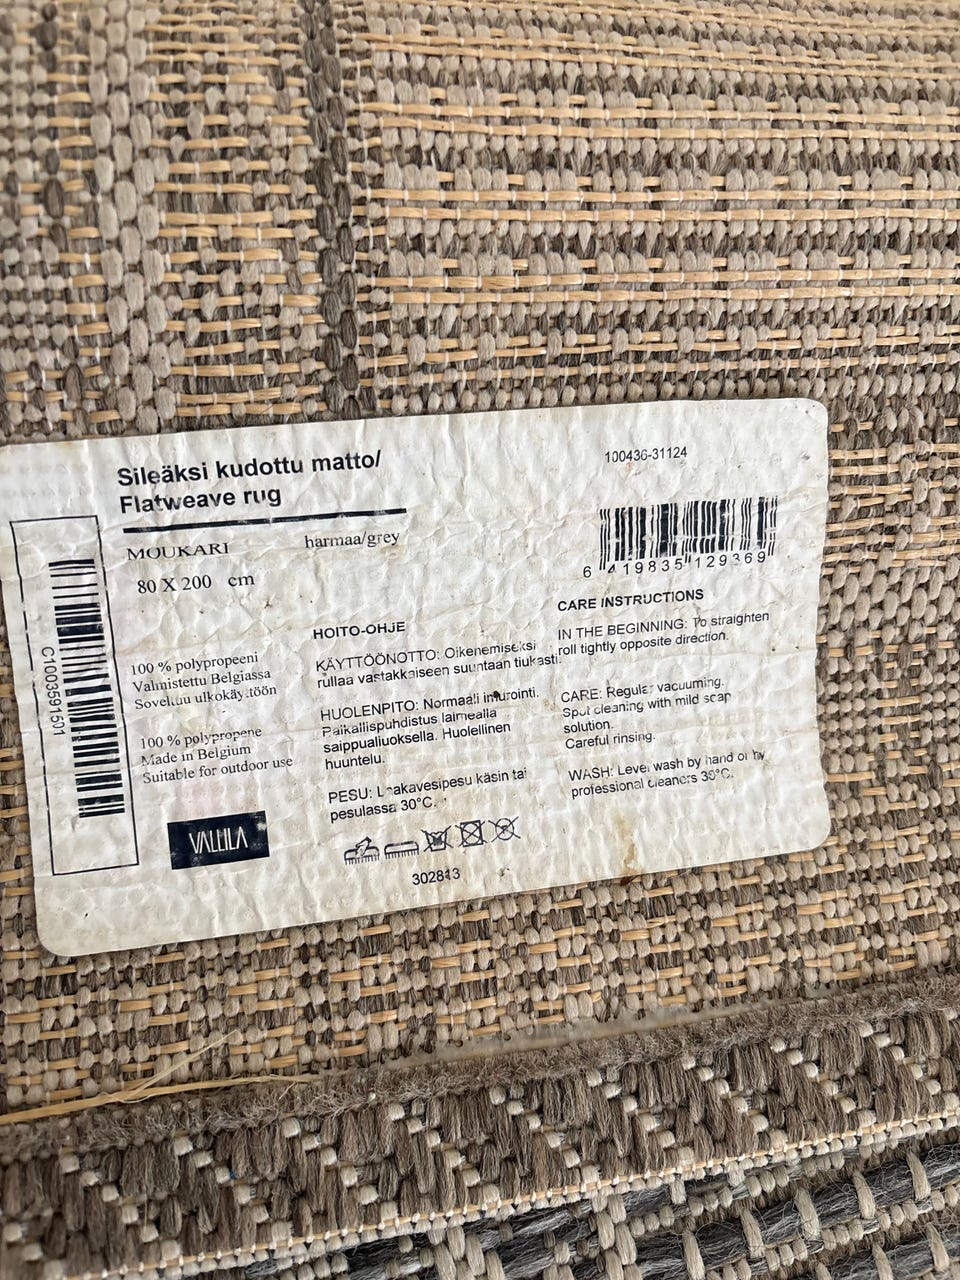 Sileäksi kudottu matto/
Flatweave rug
MOUKARI harmaa/grey
80 X 200 cm
100 % polypropeeni
Valmistettu Belgiassa
Soveltuu ulkokäyttöön
100 % polypropene
Made in Belgium
Suitable for outdoor use
VALLILA
C1003591501
HOITO-OHJE
KÄYTTÖÖNOTTO: Oikenemiseksi
rullaa vastakkaiseen suuntaan tiukasti.
HUOLENPITO: Normaali imurointi.
Paikallispuhdistus laimealla
saippualiuoksella. Huolellinen
huuntelu.
PESU: Laakavesipesu käsin tai
pesulassa 30°C.
302813
100436-31124
6 419835 129369
CARE INSTRUCTIONS
IN THE BEGINNING: To straighten
roll tightly opposite direction.
CARE: Regular vacuuming.
Spot cleaning with mild soap
solution.
Careful rinsing.
WASH: Level wash by hand or by
professional cleaners 30°C.